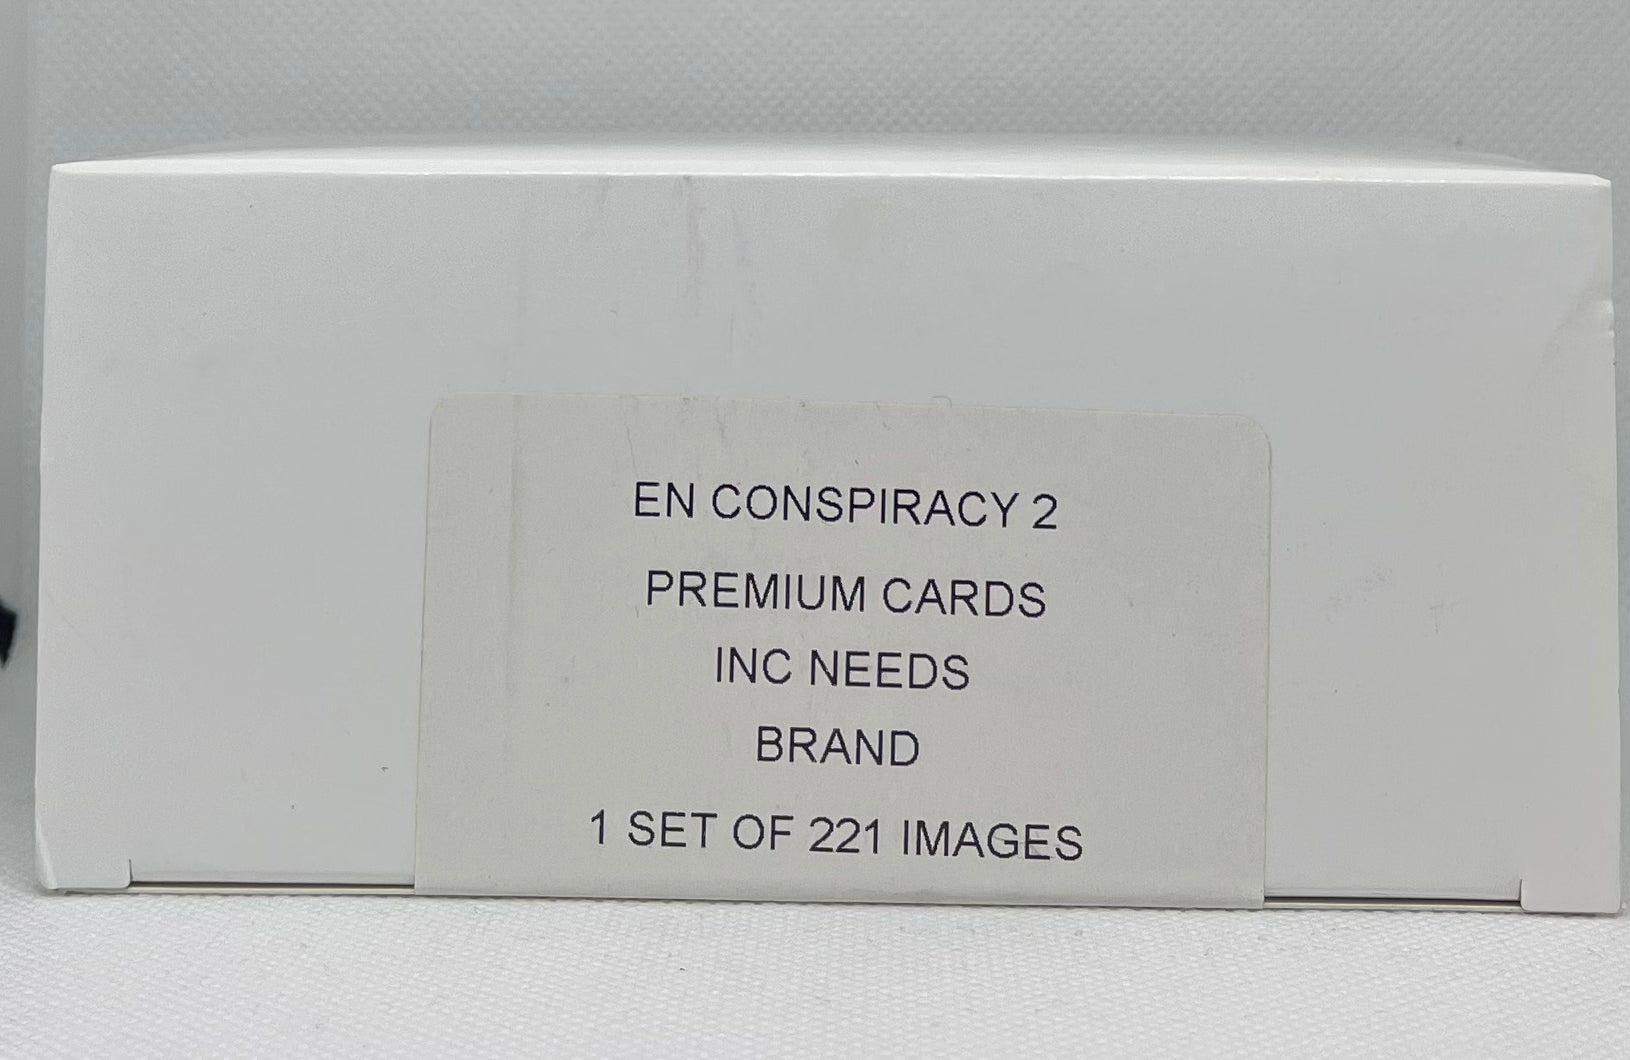 EN CONSPIRACY 2
PREMIUM CARDS
INC NEEDS
BRAND
1 SET OF 221 IMAGES